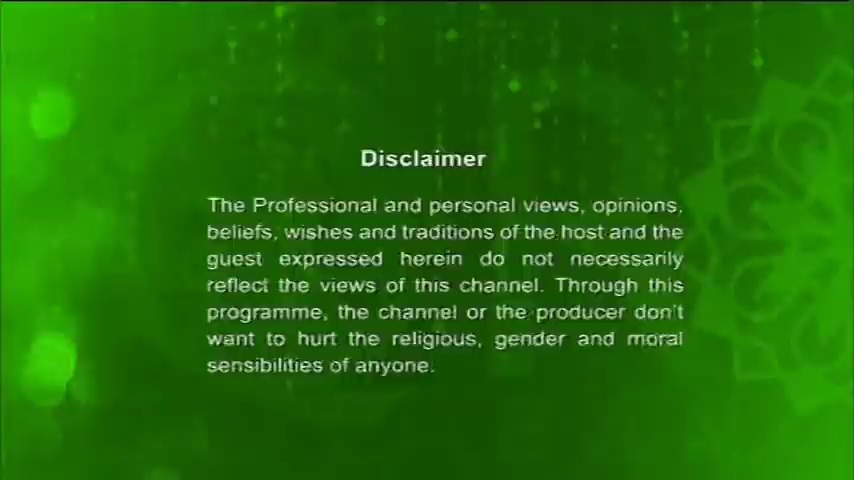 Disclaimer
The Professional and personal views, opinions,
beliefs, wishes and traditions of the host and the
guest expressed herein do not necessarily
reflect the views of this channel. Through this
programme, the channel or the producer don't
want to hurt the religious, gender and moral
sensibilities of anyone.